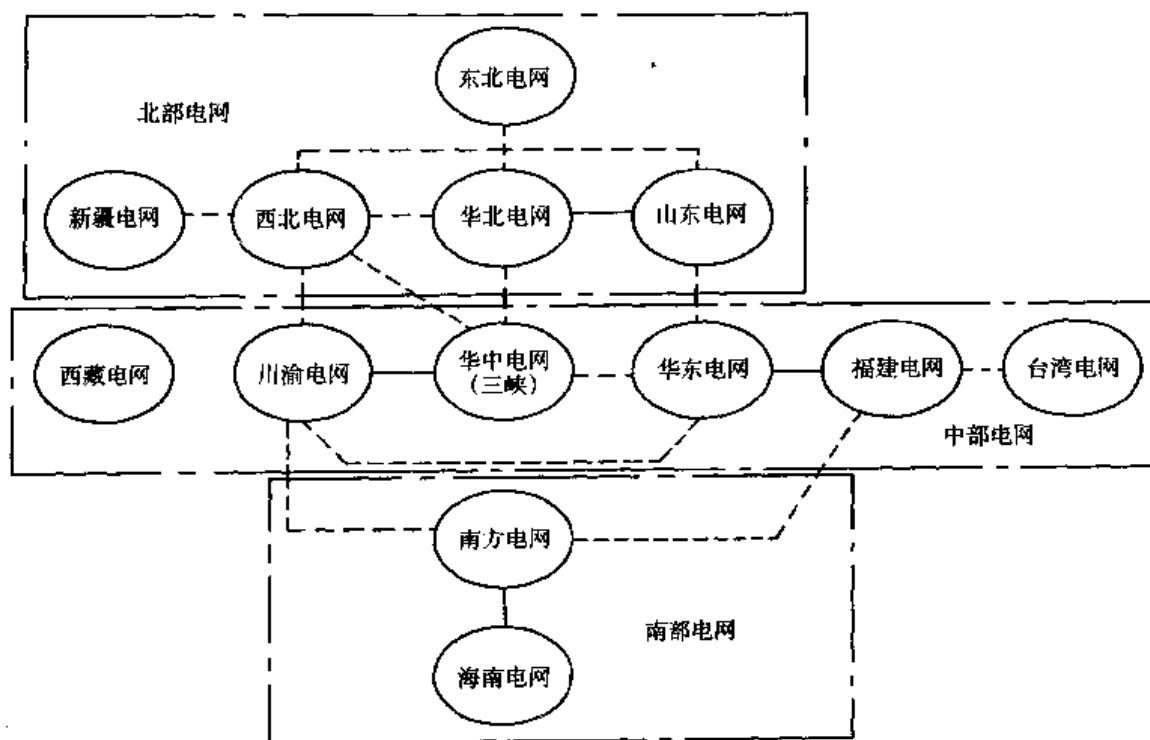 东北电网
北部电网
新疆电网
西北电网
华北电网
山东电网
西藏电网
川渝电网
华中电网
(三峡)
华东电网
福建电网
台湾电网
中部电网
南方电网
南部电网
海南电网